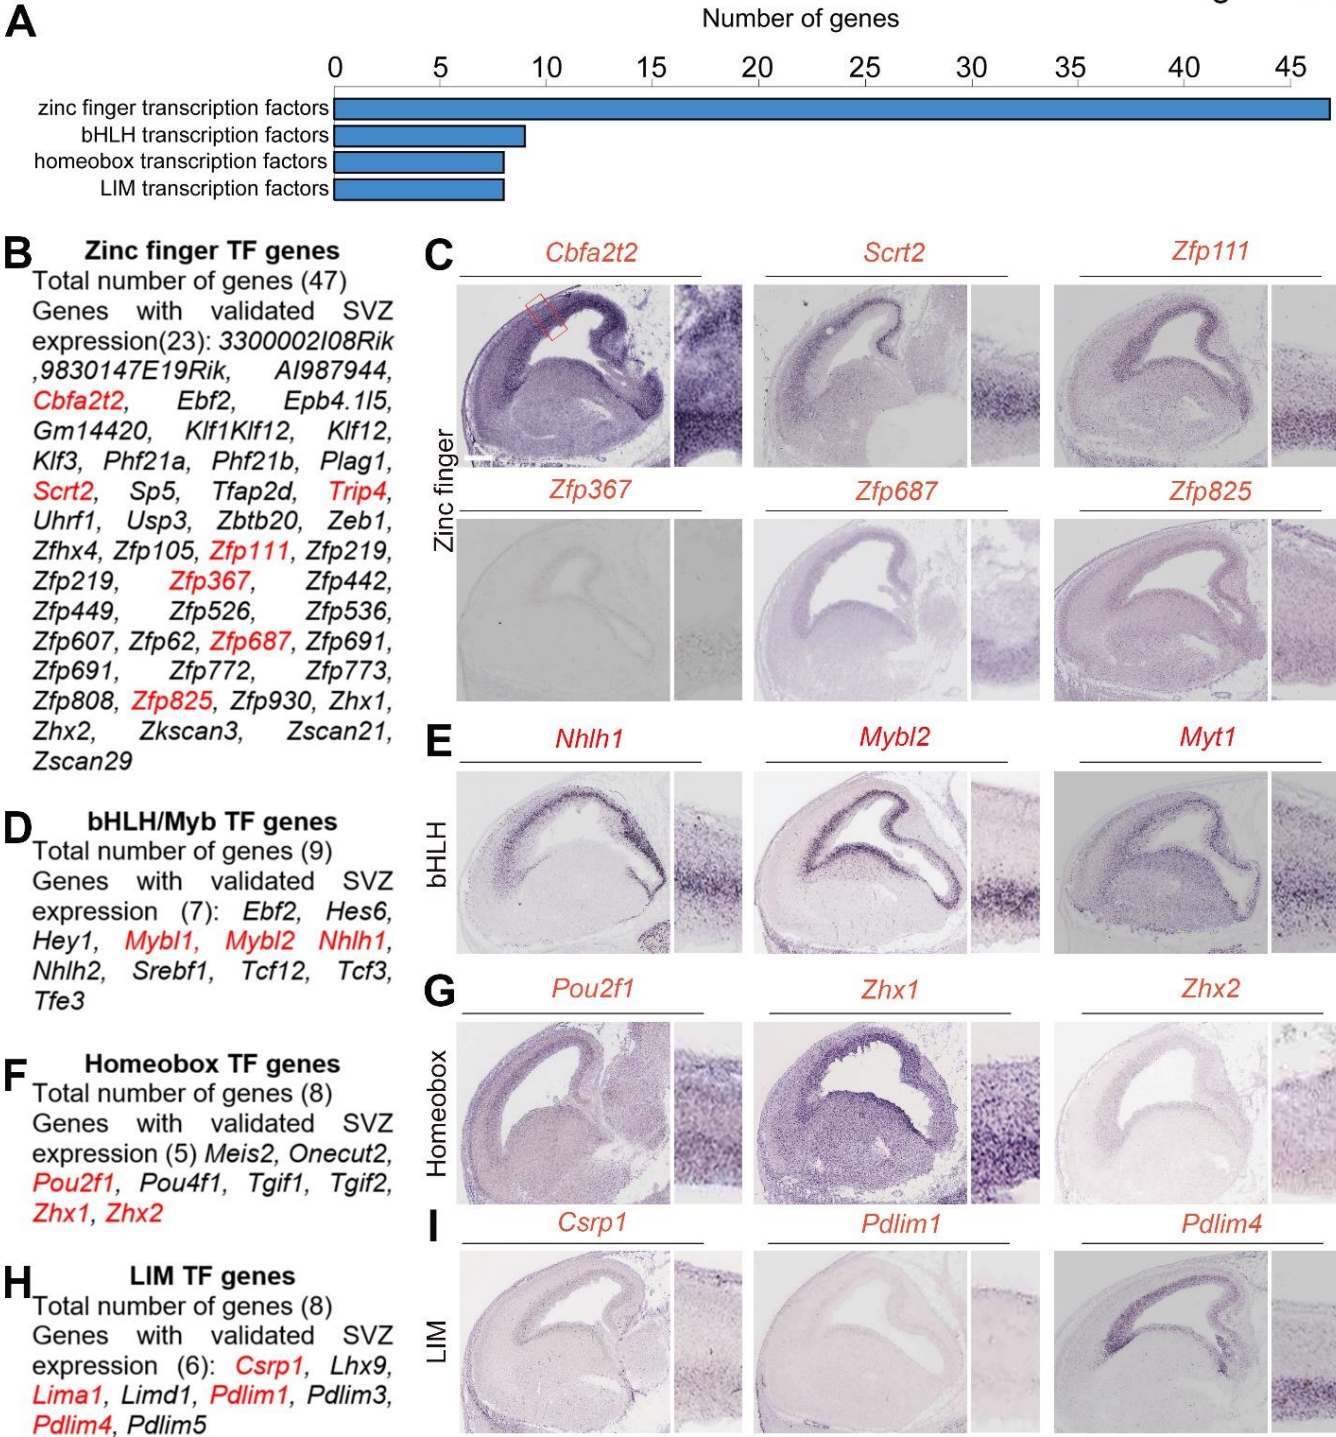 A
Number of genes
0 5 10 15 20 25 30 35 40 45
zinc finger transcription factors
bHLH transcription factors
homeobox transcription factors
LIM transcription factors
B
Zinc finger TF genes
Total number of genes (47)
Genes with validated SVZ
expression(23): 3300002I08Rik
,9830147E19Rik, AI987944,
Cbfa2t2, Ebf2, Epb4.1l5,
Gm14420, Klf1Klf12, Klf12,
Klf3, Phf21a, Phf21b, Plag1,
Scrt2, Sp5, Tfap2d, Trip4,
Uhrf1, Usp3, Zbtb20, Zeb1,
Zfhx4, Zfp105, Zfp111, Zfp219,
Zfp219, Zfp367, Zfp442,
Zfp449, Zfp526, Zfp536,
Zfp607, Zfp62, Zfp687, Zfp691,
Zfp691, Zfp772, Zfp773,
Zfp808, Zfp825, Zfp930, Zhx1,
Zhx2, Zkscan3, Zscan21,
Zscan29
C
Cbfa2t2 Scrt2 Zfp111
Zinc finger
Zfp367 Zfp687 Zfp825
D
bHLH/Myb TF genes
Total number of genes (9)
Genes with validated SVZ
expression (7): Ebf2, Hes6,
Hey1, Mybl1, Mybl2 Nhlh1,
Nhlh2, Srebf1, Tcf12, Tcf3,
Tfe3
E
Nhlh1 Mybl2 Myt1
bHLH
F
Homeobox TF genes
Total number of genes (8)
Genes with validated SVZ
expression (5) Meis2, Onecut2,
Pou2f1, Pou4f1, Tgif1, Tgif2,
Zhx1, Zhx2
G
Pou2f1 Zhx1 Zhx2
Homeobox
H
LIM TF genes
Total number of genes (8)
Genes with validated SVZ
expression (6): Csrp1, Lhx9,
Lima1, Limd1, Pdlim1, Pdlim3,
Pdlim4, Pdlim5
I
Csrp1 Pdlim1 Pdlim4
LIM